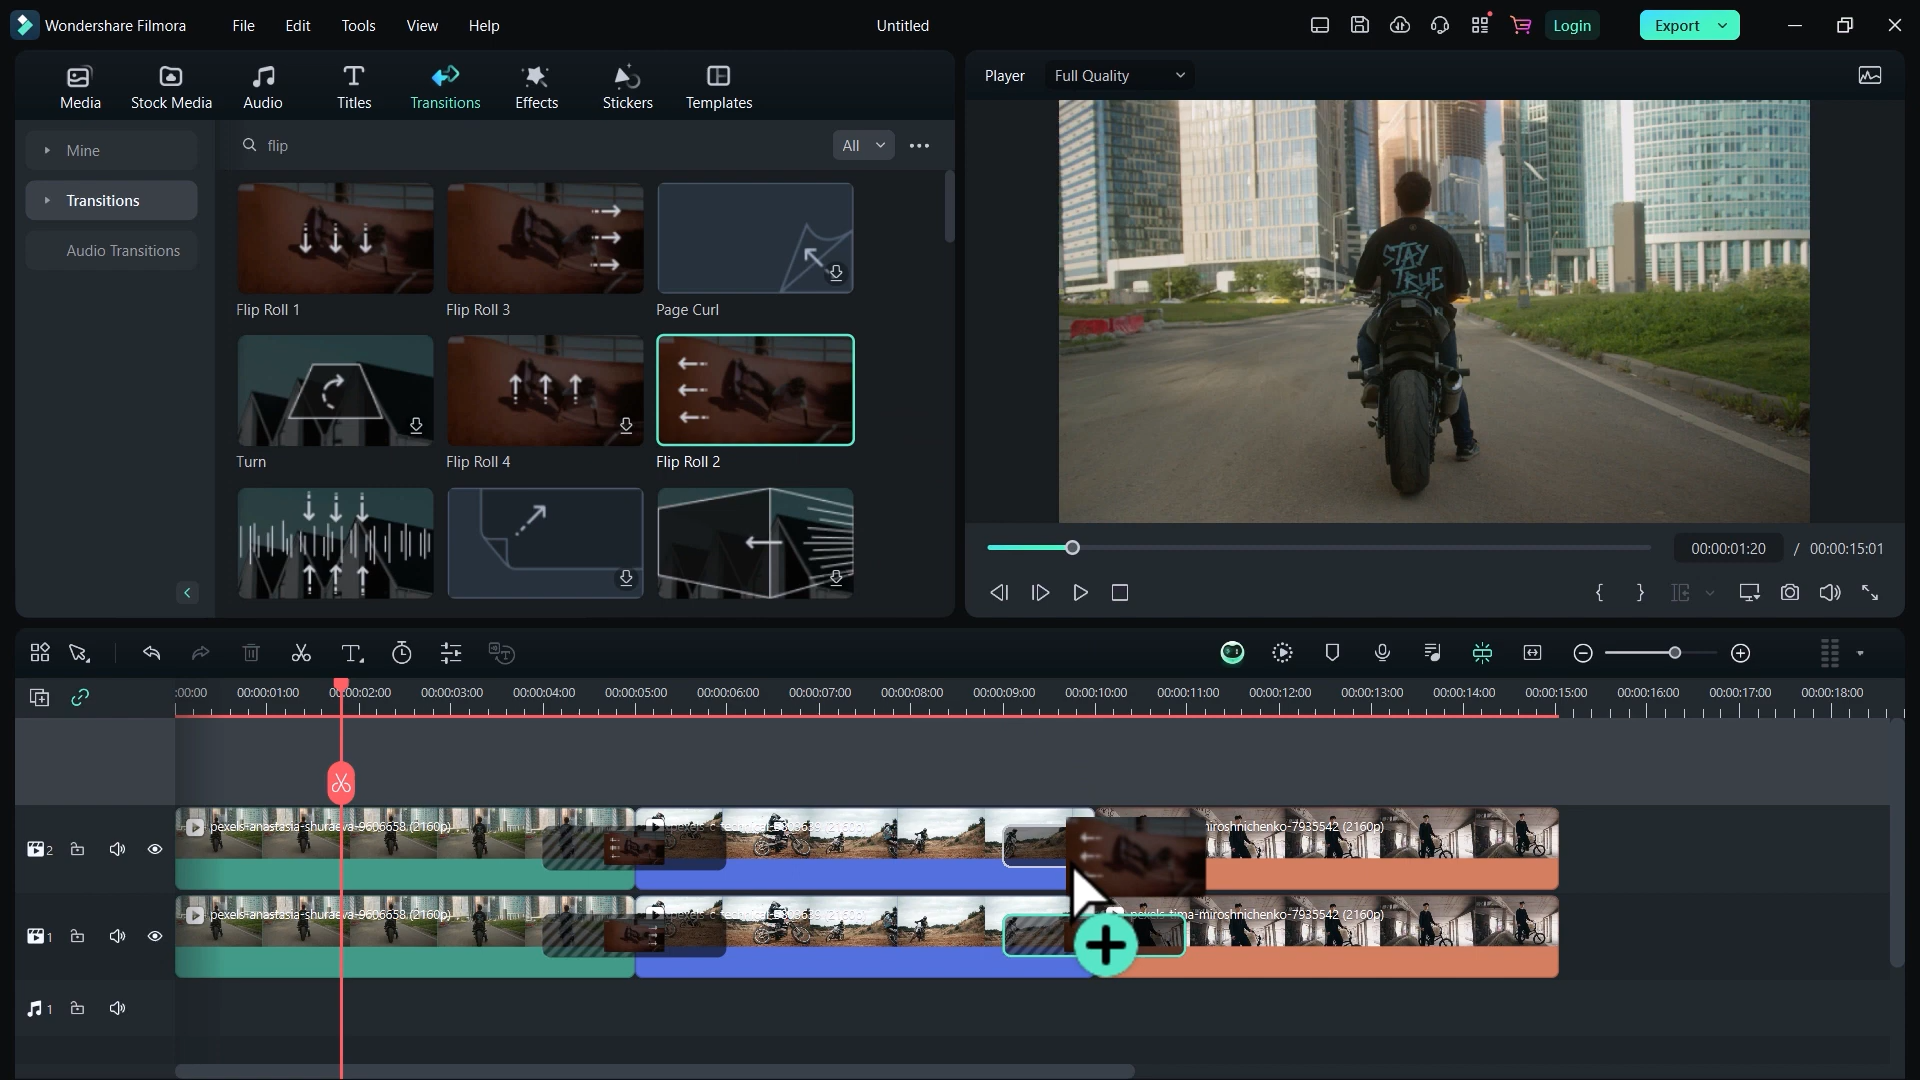 Wondershare Filmora
File
Edit
Tools
View
Help
Untitled
Login
Export
Media
Stock Media
Audio
Titles
Transitions
Effects
Stickers
Templates
Player
Full Quality
Mine
Transitions
Audio Transitions
flip
All
Flip Roll 1
Flip Roll 3
Page Curl
Turn
Flip Roll 4
Flip Roll 2
STAY
TRUE
00:00:01:20 / 00:00:15:01
:00:00
00:00:01:00
00:00:02:00
00:00:03:00
00:00:04:00
00:00:05:00
00:00:06:00
00:00:07:00
00:00:08:00
00:00:09:00
00:00:10:00
00:00:11:00
00:00:12:00
00:00:13:00
00:00:14:00
00:00:15:00
00:00:16:00
00:00:17:00
00:00:18:00
2
pexels-anastasia-shuraeva-9606658 (2160p)
miroshnichenko-7935542 (2160p)
1
pexels-anastasia-shuraeva-9606658 (2160p)
pexels-tima-miroshnichenko-7935542 (2160p)
1